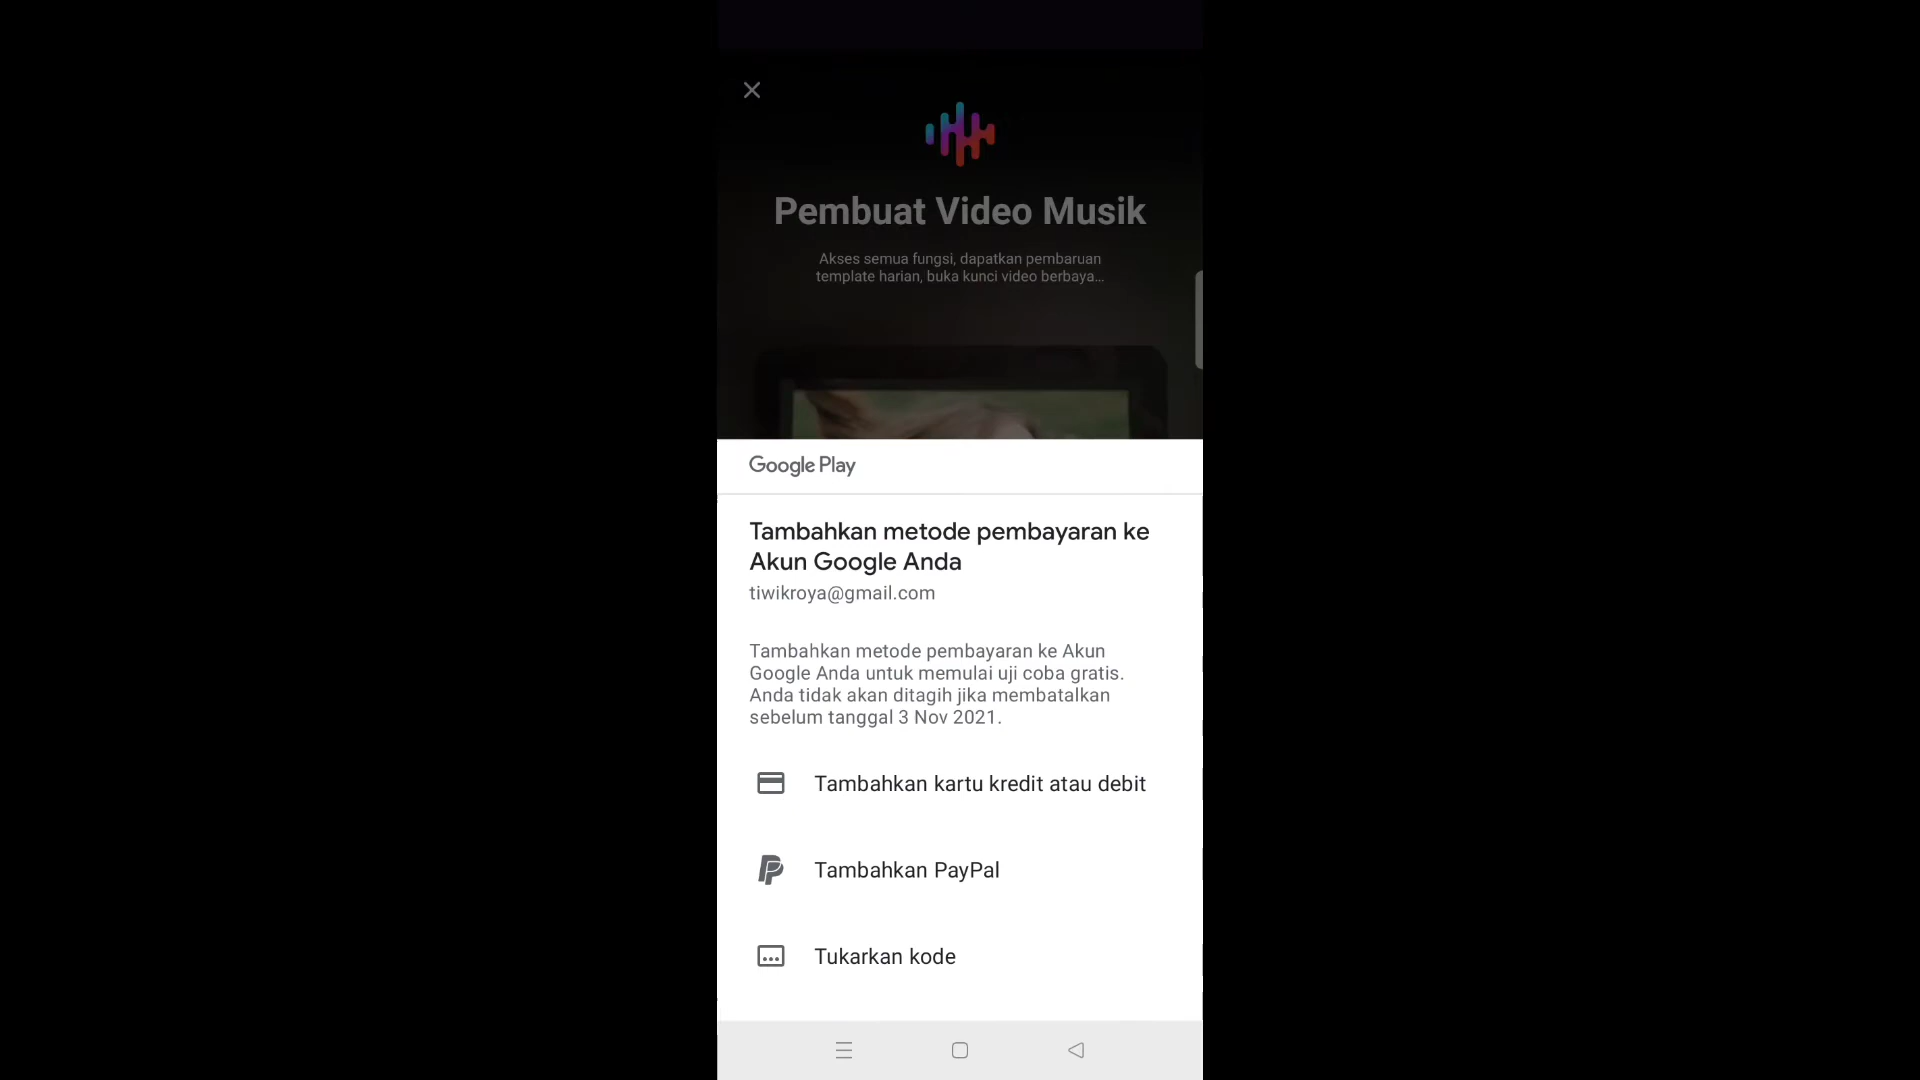 Pembuat Video Musik
Akses semua fungsi, dapatkan pembaruan
template harian, buka kunci video berbaya...
Google Play
Tambahkan metode pembayaran ke
Akun Google Anda
tiwikroya@gmail.com
Tambahkan metode pembayaran ke Akun
Google Anda untuk memulai uji coba gratis.
Anda tidak akan ditagih jika membatalkan
sebelum tanggal 3 Nov 2021.
Tambahkan kartu kredit atau debit
Tambahkan PayPal
Tukarkan kode